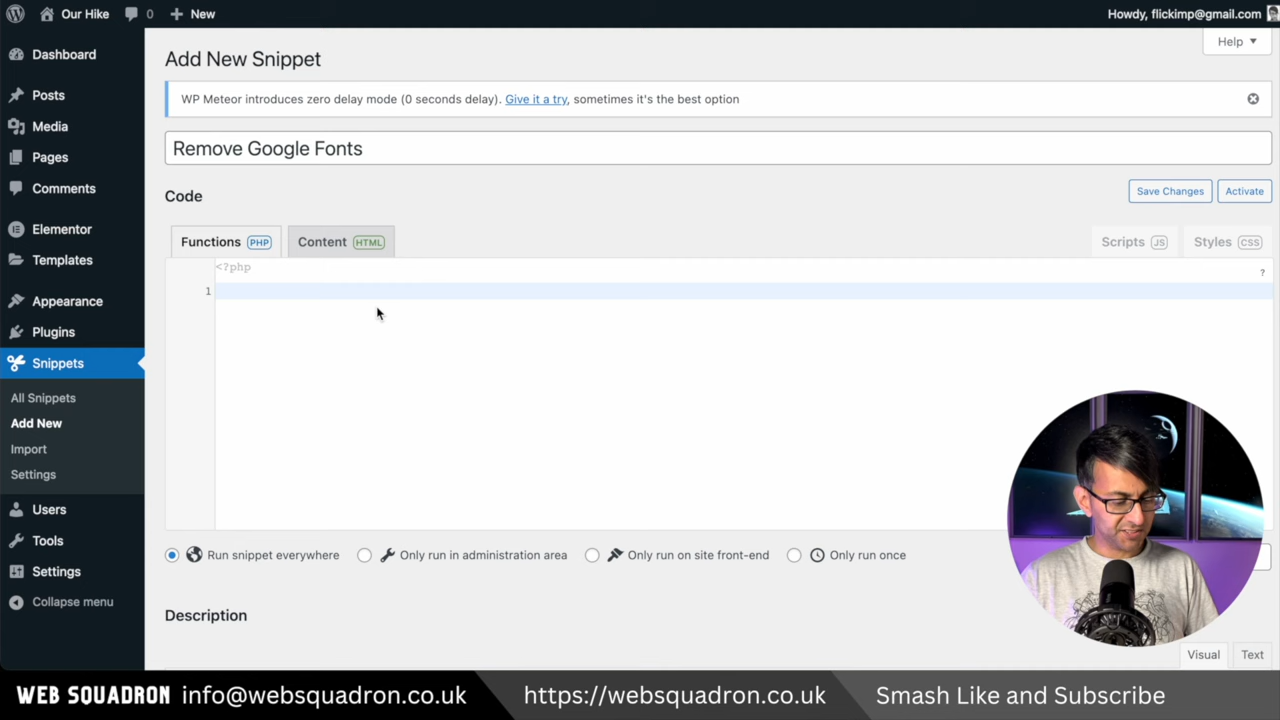 Our Hike 0 New Howdy, flickimp@gmail.com
Help
Dashboard
Posts
Media
Pages
Comments
Elementor
Templates
Appearance
Plugins
Snippets
All Snippets
Add New
Import
Settings
Users
Tools
Settings
Collapse menu
Add New Snippet
WP Meteor introduces zero delay mode (0 seconds delay). Give it a try, sometimes it's the best option
Remove Google Fonts
Code
Save Changes Activate
Functions PHP Content HTML Scripts JS Styles CSS
<?php
?
1
Run snippet everywhere Only run in administration area Only run on site front-end Only run once
Description
Visual Text
WEB SQUADRON info@websquadron.co.uk https://websquadron.co.uk Smash Like and Subscribe